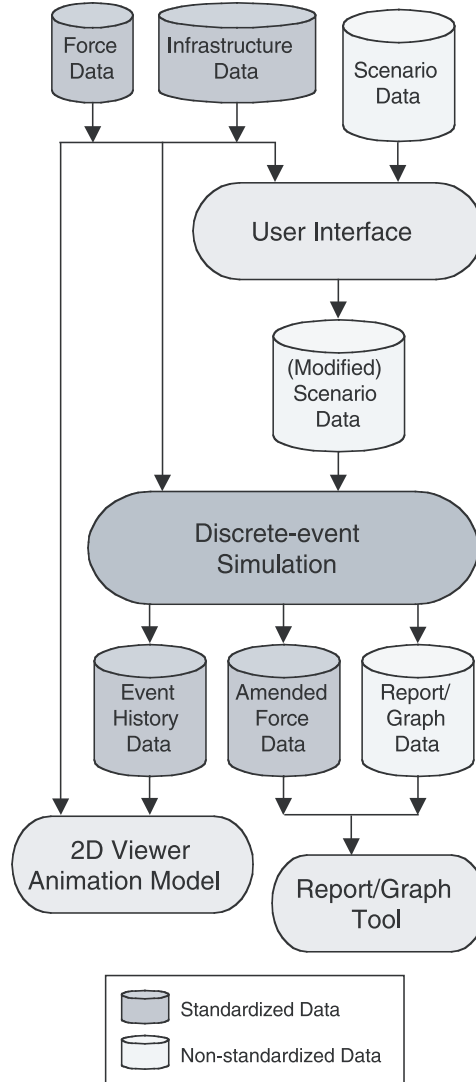 Force
Data
Infrastructure
Data
Scenario
Data
User Interface
(Modified)
Scenario
Data
Discrete-event
Simulation
Event
History
Data
Amended
Force
Data
Report/
Graph
Data
2D Viewer
Animation Model
Report/Graph
Tool
Standardized Data
Non-standardized Data